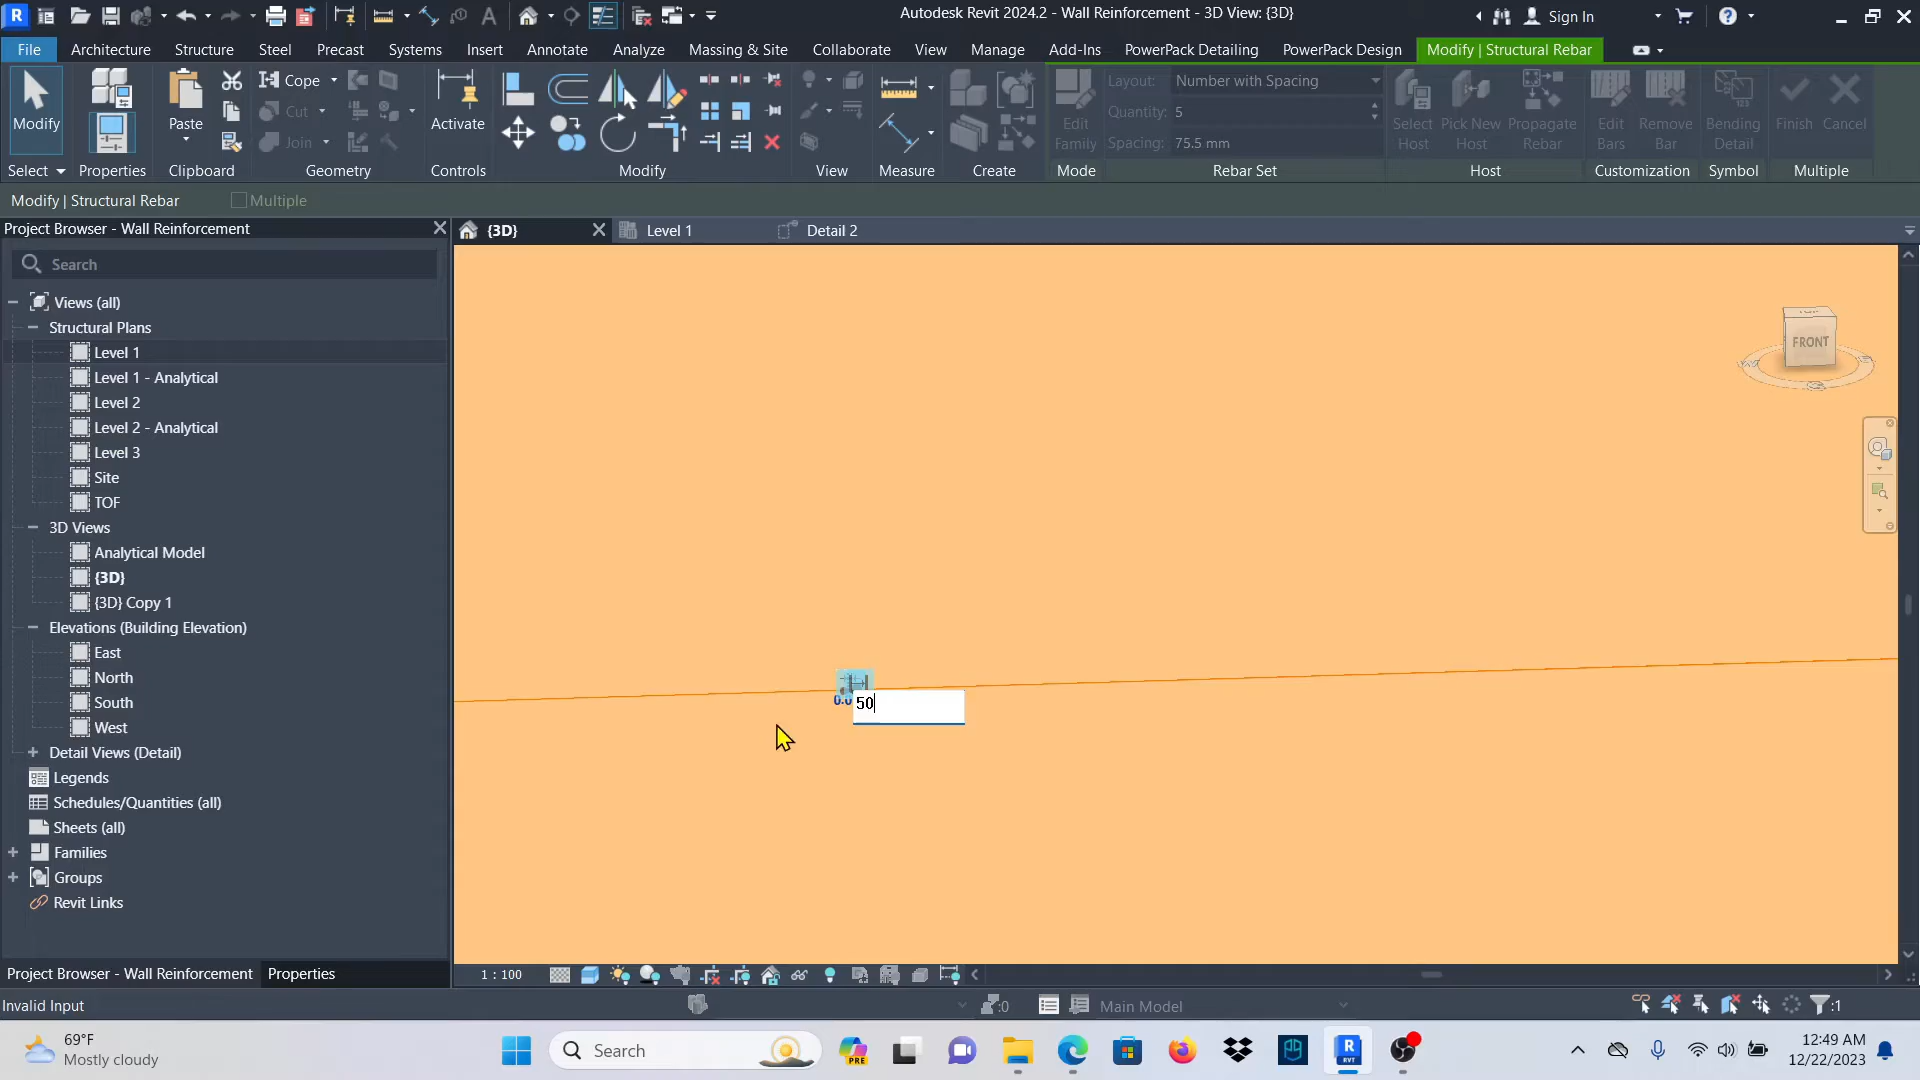 Autodesk Revit 2024.2 - Wall Reinforcement - 3D View: {3D}
Sign In
File Architecture Structure Steel Precast Systems Insert Annotate Analyze Massing & Site Collaborate View Manage Add-Ins PowerPack Detailing PowerPack Design Modify | Structural Rebar
Modify
Paste
Cope
Cut
Join
Activate
Edit
Family
Layout: Number with Spacing
Quantity: 5
Spacing: 75.5 mm
Select
Host
Pick New
Host
Propagate
Rebar
Edit
Bars
Remove
Bar
Bending
Detail
Finish
Cancel
Select Properties Clipboard Geometry Controls Modify View Measure Create Mode Rebar Set Host Customization Symbol Multiple
Modify | Structural Rebar Multiple
Project Browser - Wall Reinforcement
{3D} Level 1 Detail 2
Search
Views (all)
Structural Plans
Level 1
Level 1 - Analytical
Level 2
Level 2 - Analytical
Level 3
Site
TOF
3D Views
Analytical Model
{3D}
{3D} Copy 1
Elevations (Building Elevation)
East
North
South
West
Detail Views (Detail)
Legends
Schedules/Quantities (all)
Sheets (all)
Families
Groups
Revit Links
FRONT
0.0
50
Project Browser - Wall Reinforcement Properties
1 : 100
Invalid Input
:0
Main Model
:1
69°F
Mostly cloudy
Search
PRE
R
RVT
12:49 AM
12/22/2023